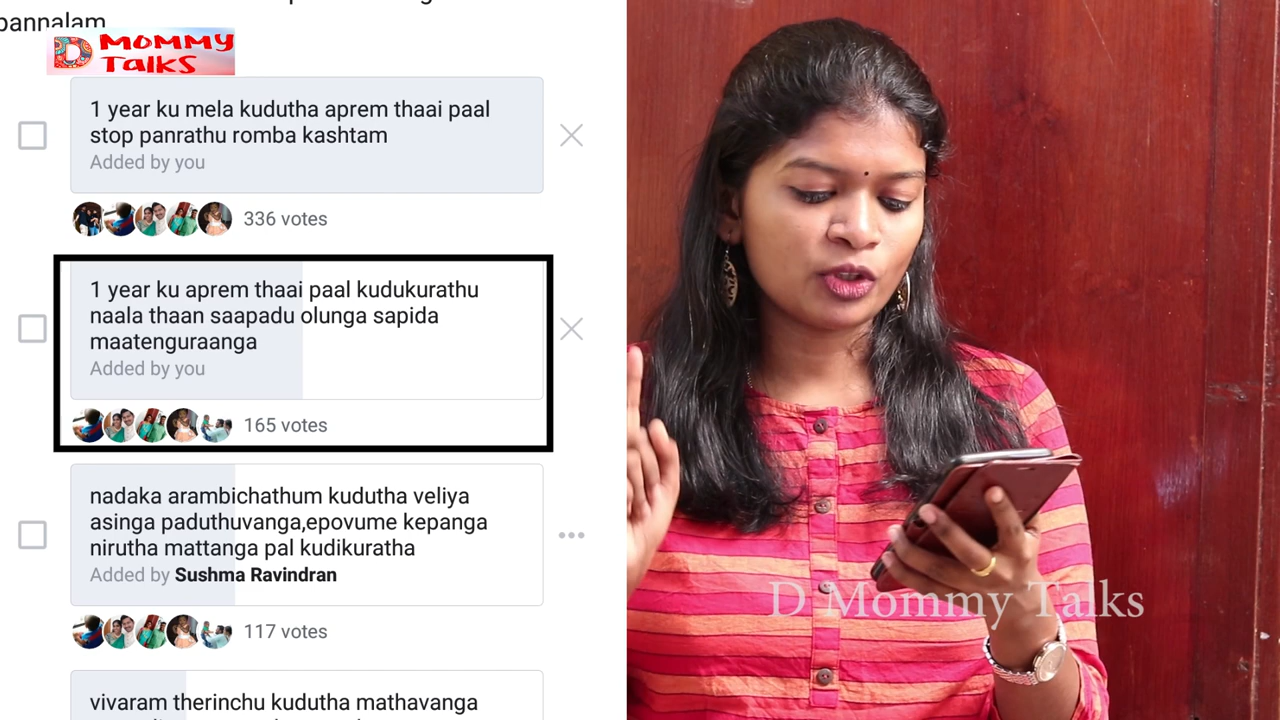 pannalam
D MOMMY
TALKS
1 year ku mela kudutha aprem thaai paal
stop panrathu romba kashtam
Added by you
336 votes
1 year ku aprem thaai paal kudukurathu
naala thaan saapadu olunga sapida
maatenguraanga
Added by you
165 votes
nadaka arambichathum kudutha veliya
asinga paduthuvanga,epovume kepanga
nirutha mattanga pal kudikuratha
Added by Sushma Ravindran
117 votes
vivaram therinchu kudutha mathavanga
D Mommy Talks